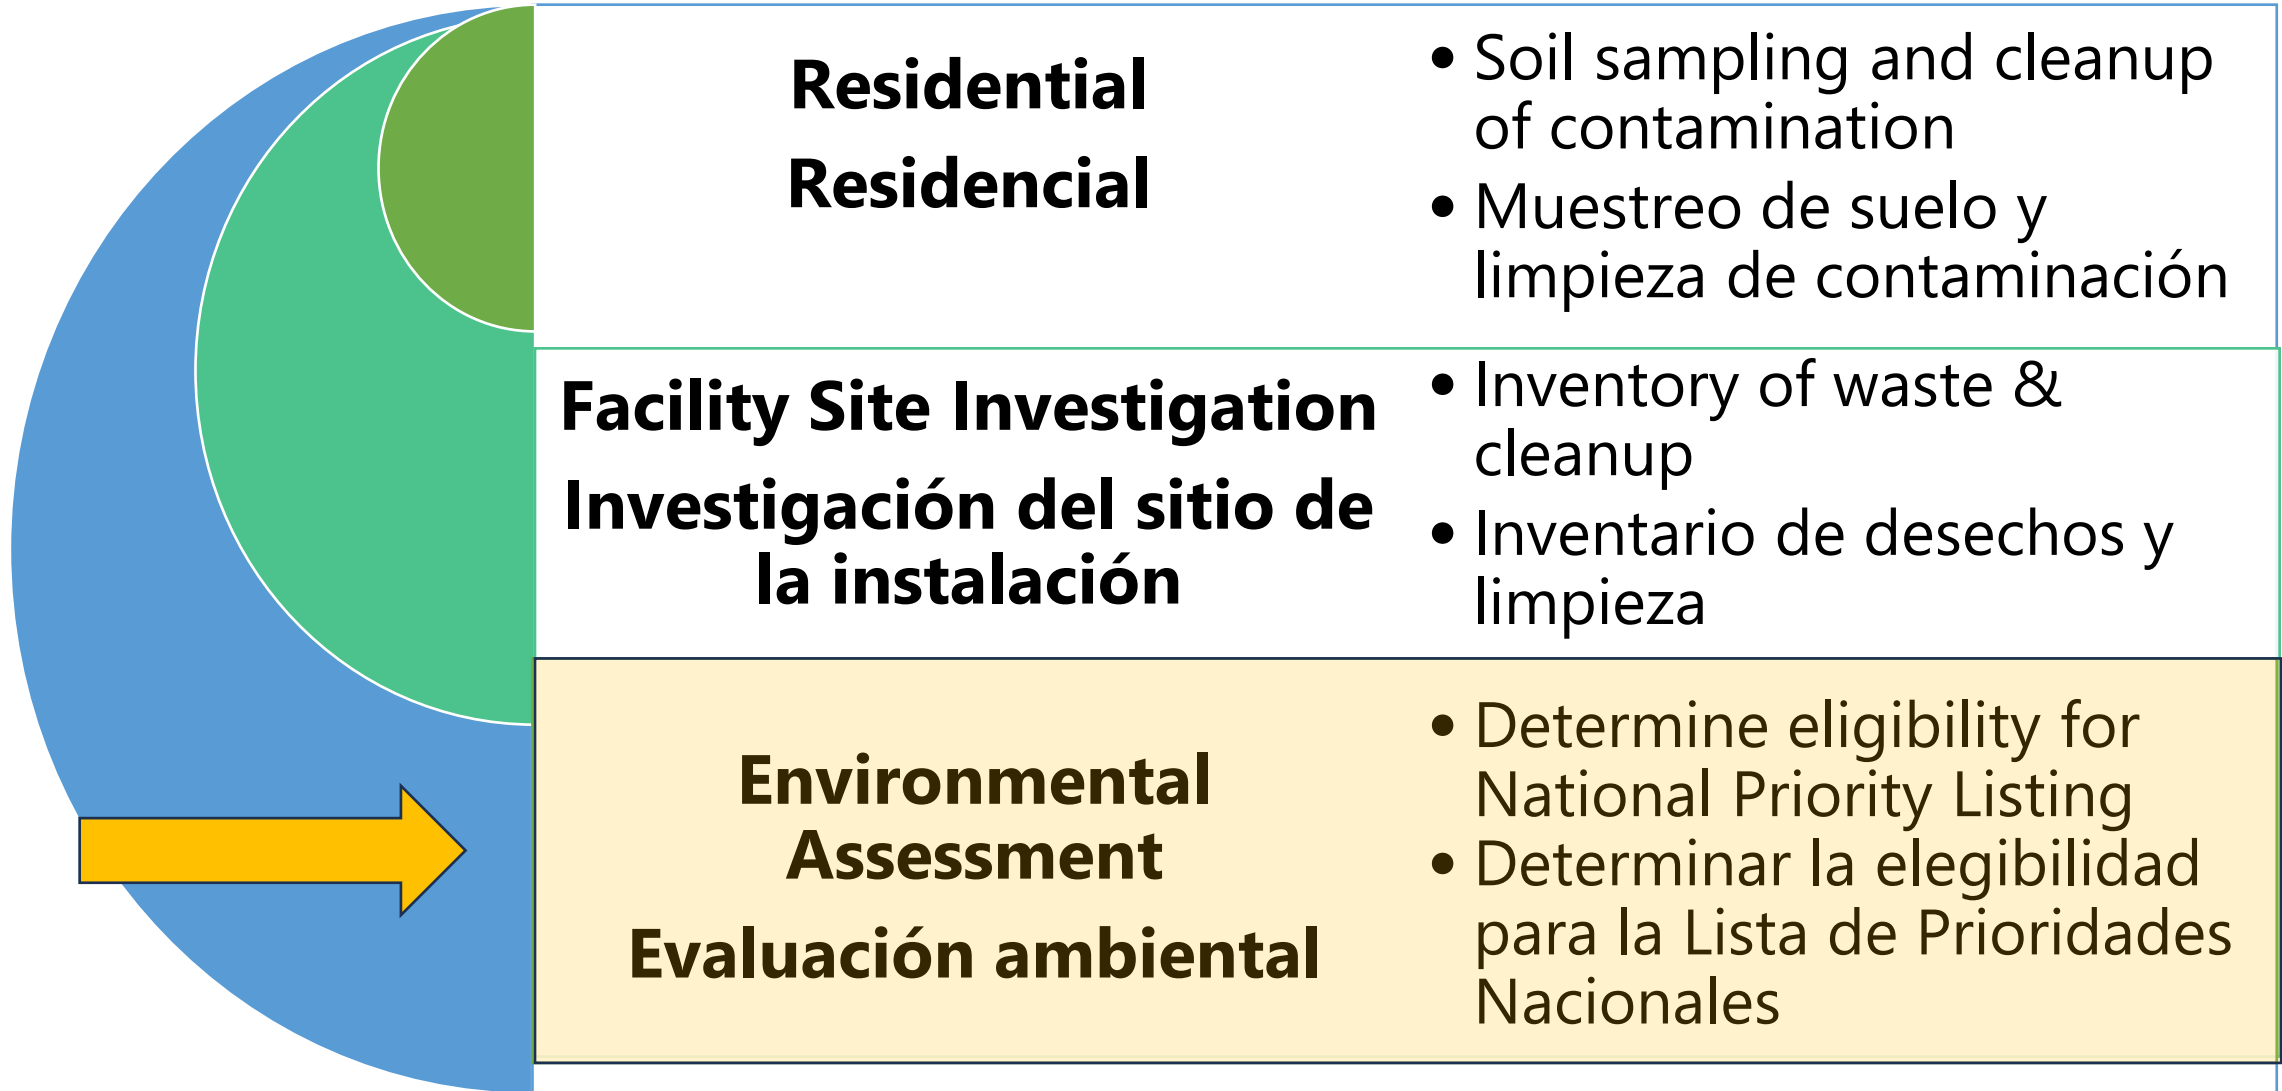 Residential
Residencial
• Soil sampling and cleanup
of contamination
• Muestreo de suelo y
limpieza de contaminación
Facility Site Investigation
Investigación del sitio de
la instalación
• Inventory of waste &
cleanup
• Inventario de desechos y
limpieza
Environmental
Assessment
Evaluación ambiental
• Determine eligibility for
National Priority Listing
• Determinar la elegibilidad
para la Lista de Prioridades
Nacionales